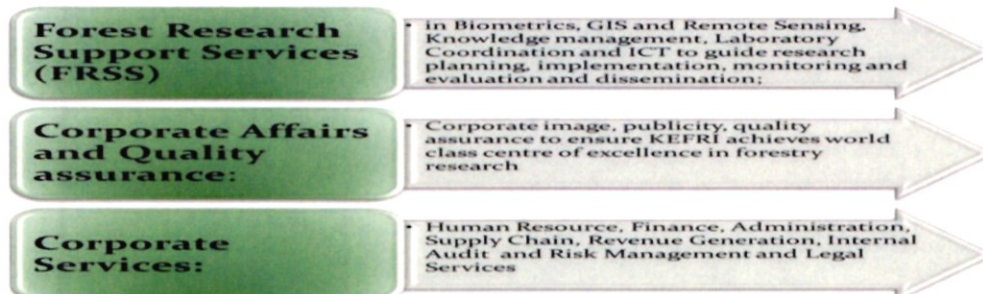 Forest Research
Support Services
(FRSS)
• in Biometrics, GIS and Remote Sensing,
Knowledge management, Laboratory
Coordination and ICT to guide research
planning, implementation, monitoring and
evaluation and dissemination;
Corporate Affairs
and Quality
assurance:
• Corporate image, publicity, quality
assurance to ensure KEFRI achieves world
class centre of excellence in forestry
research
Corporate
Services:
• Human Resource, Finance, Administration,
Supply Chain, Revenue Generation, Internal
Audit and Risk Management and Legal
Services